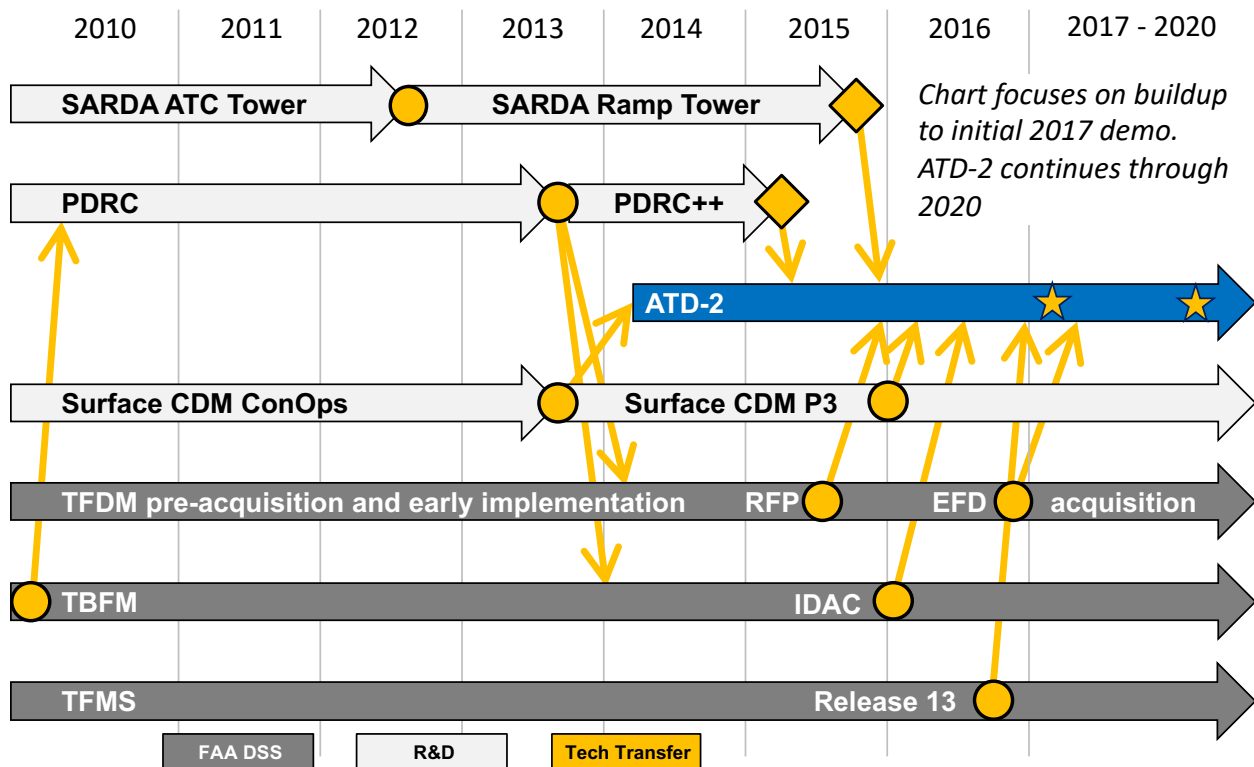 2010 2011 2012 2013 2014 2015 2016 2017 - 2020
SARDA ATC Tower SARDA Ramp Tower
Chart focuses on buildup
to initial 2017 demo.
ATD-2 continues through
2020
PDRC PDRC++
ATD-2
Surface CDM ConOps Surface CDM P3
TFDM pre-acquisition and early implementation RFP EFD acquisition
TBFM IDAC
TFMS Release 13
FAA DSS R&D Tech Transfer